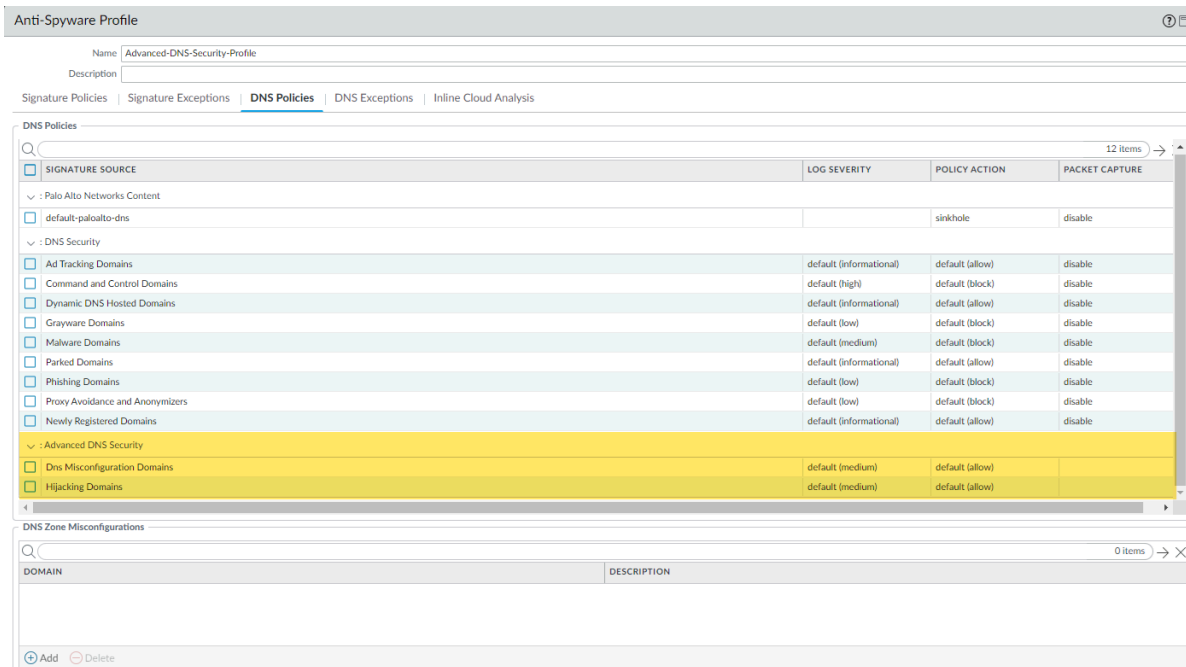 Anti-Spyware Profile
Name Advanced-DNS-Security-Profile
Description
Signature Policies | Signature Exceptions | DNS Policies | DNS Exceptions | Inline Cloud Analysis
DNS Policies
12 items
SIGNATURE SOURCE LOG SEVERITY POLICY ACTION PACKET CAPTURE
: Palo Alto Networks Content
default-paloalto-dns sinkhole disable
: DNS Security
Ad Tracking Domains default (informational) default (allow) disable
Command and Control Domains default (high) default (block) disable
Dynamic DNS Hosted Domains default (informational) default (allow) disable
Grayware Domains default (low) default (block) disable
Malware Domains default (medium) default (block) disable
Parked Domains default (informational) default (allow) disable
Phishing Domains default (low) default (block) disable
Proxy Avoidance and Anonymizers default (low) default (block) disable
Newly Registered Domains default (informational) default (allow) disable
: Advanced DNS Security
Dns Misconfiguration Domains default (medium) default (allow)
Hijacking Domains default (medium) default (allow)
DNS Zone Misconfigurations
0 items
DOMAIN DESCRIPTION
Add Delete